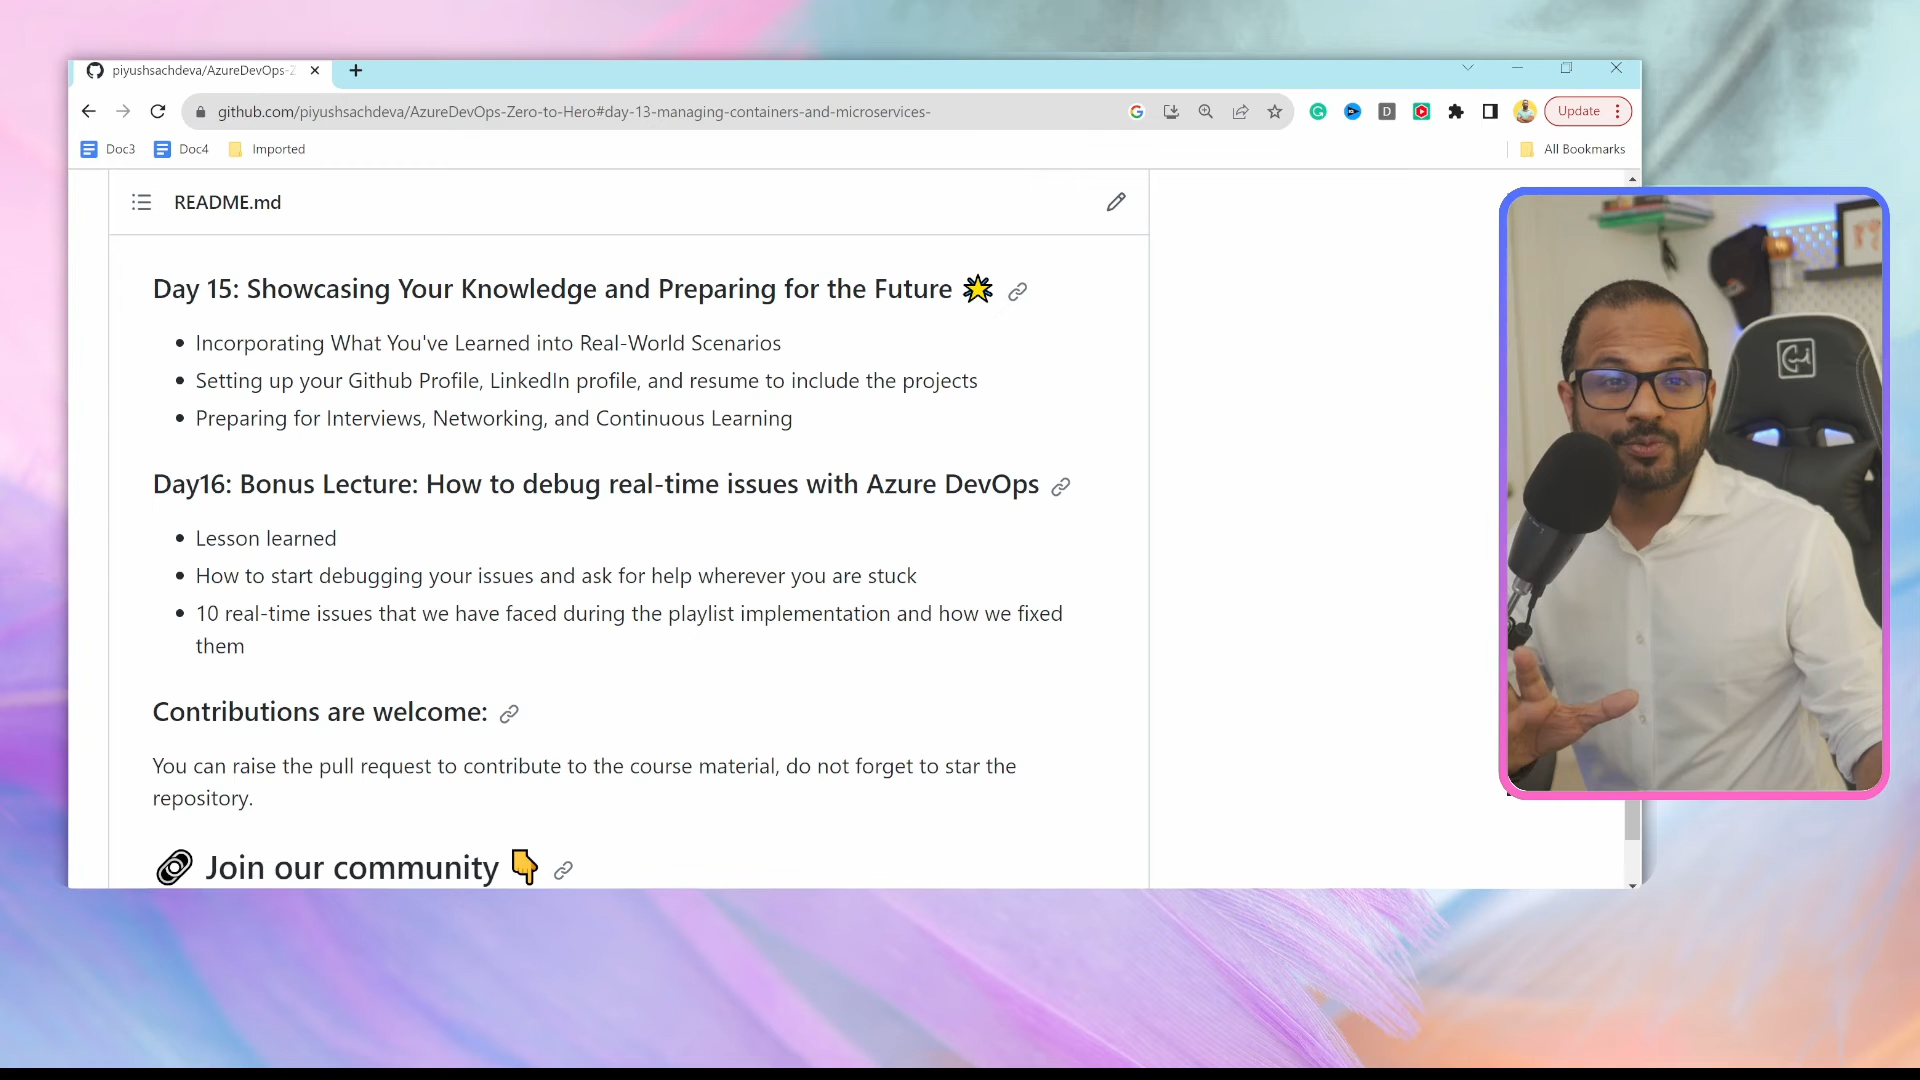 piyushsachdeva/AzureDevOps-Z
github.com/piyushsachdeva/AzureDevOps-Zero-to-Hero#day-13-managing-containers-and-microservices-
Update
Doc3
Doc4
Imported
All Bookmarks
README.md
Day 15: Showcasing Your Knowledge and Preparing for the Future
Incorporating What You've Learned into Real-World Scenarios
Setting up your Github Profile, LinkedIn profile, and resume to include the projects
Preparing for Interviews, Networking, and Continuous Learning
Day16: Bonus Lecture: How to debug real-time issues with Azure DevOps
Lesson learned
How to start debugging your issues and ask for help wherever you are stuck
10 real-time issues that we have faced during the playlist implementation and how we fixed
them
Contributions are welcome:
You can raise the pull request to contribute to the course material, do not forget to star the
repository.
Join our community